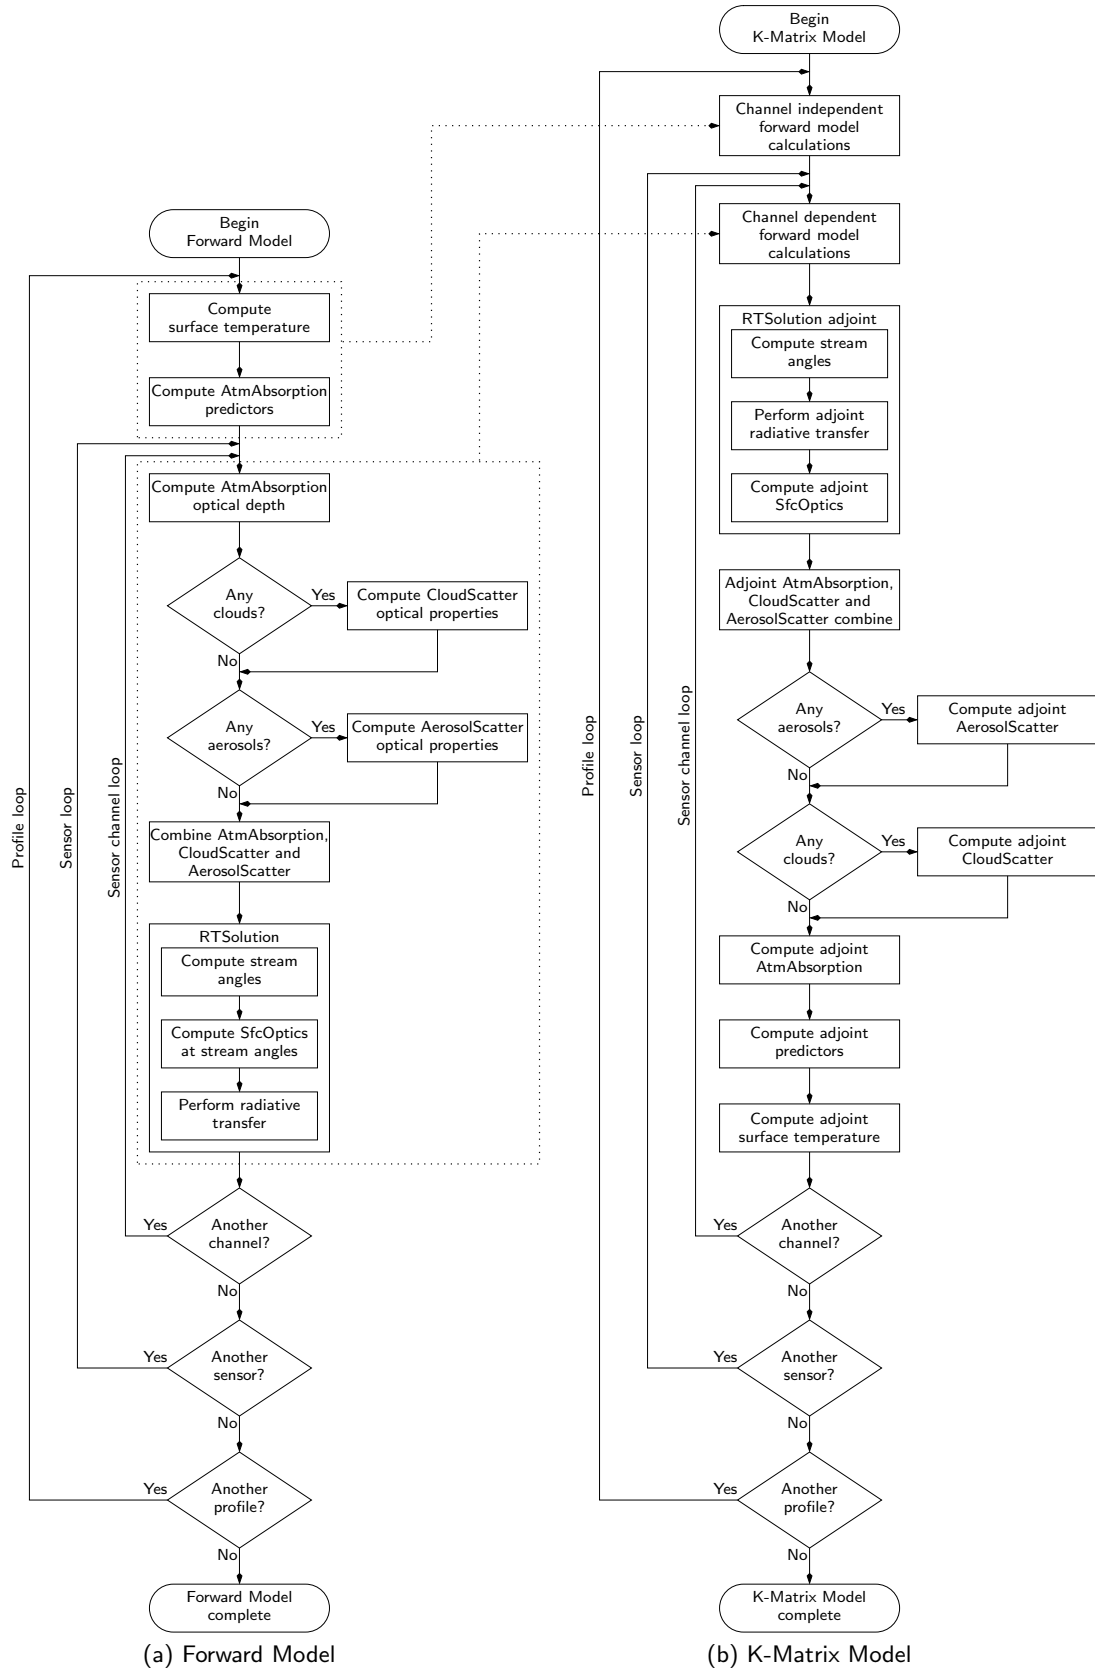 Begin
Forward Model
Compute
surface temperature
Compute AtmAbsorption
predictors
Compute AtmAbsorption
optical depth
Any
clouds?
Yes
Compute CloudScatter
optical properties
No
Any
aerosols?
Yes
Compute AerosolScatter
optical properties
No
Combine AtmAbsorption,
CloudScatter and
AerosolScatter
RTSolution
Compute stream
angles
Compute SfcOptics
at stream angles
Perform radiative
transfer
Another
channel?
Yes
No
Another
sensor?
Yes
No
Another
profile?
Yes
No
Forward Model
complete
Profile loop
Sensor loop
Sensor channel loop
(a) Forward Model
Begin
K-Matrix Model
Channel independent
forward model
calculations
Channel dependent
forward model
calculations
RTSolution adjoint
Compute stream
angles
Perform adjoint
radiative transfer
Compute adjoint
SfcOptics
Adjoint AtmAbsorption,
CloudScatter and
AerosolScatter combine
Any
aerosols?
Yes
Compute adjoint
AerosolScatter
No
Any
clouds?
Yes
Compute adjoint
CloudScatter
No
Compute adjoint
AtmAbsorption
Compute adjoint
predictors
Compute adjoint
surface temperature
Another
channel?
Yes
No
Another
sensor?
Yes
No
Another
profile?
Yes
No
K-Matrix Model
complete
Profile loop
Sensor loop
Sensor channel loop
(b) K-Matrix Model